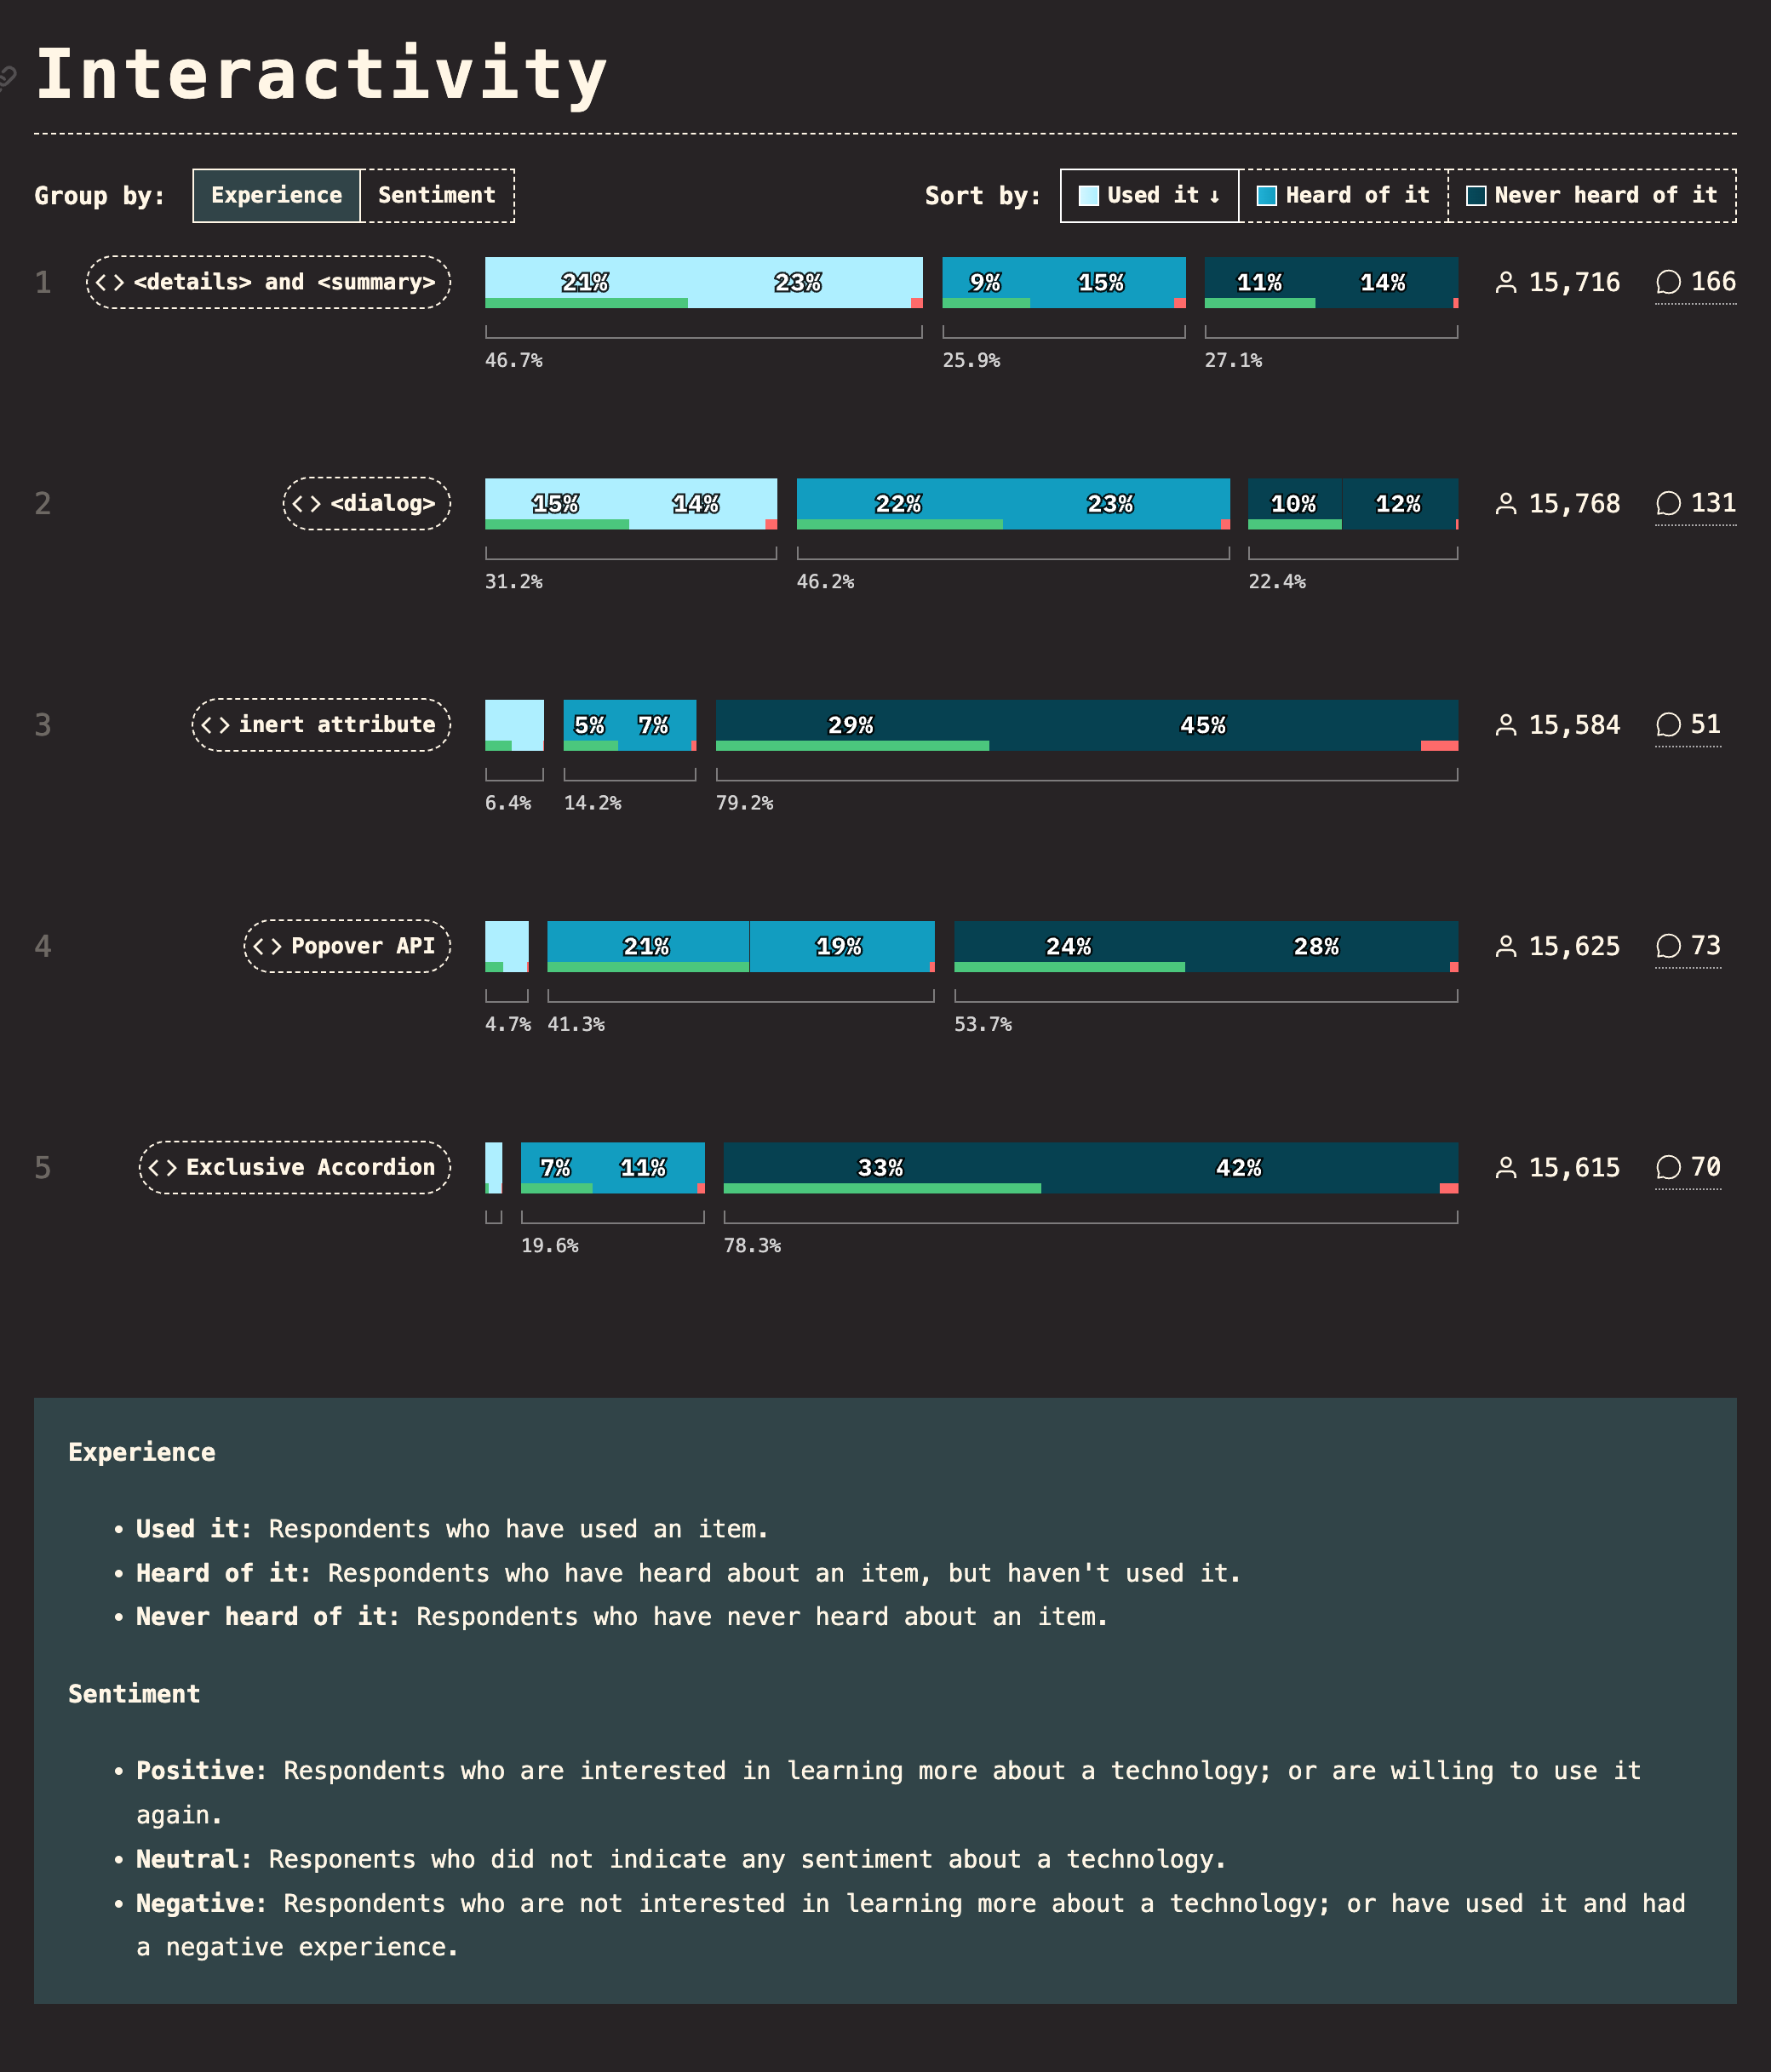 Interactivity
Group by: Experience Sentiment Sort by: Used it ↓ Heard of it Never heard of it
1 <> <details> and <summary> 21% 23% 9% 15% 11% 14% 15,716 166
46.7% 25.9% 27.1%
2 <> <dialog> 15% 14% 22% 23% 10% 12% 15,768 131
31.2% 46.2% 22.4%
3 <> inert attribute 5% 7% 29% 45% 15,584 51
6.4% 14.2% 79.2%
4 <> Popover API 21% 19% 24% 28% 15,625 73
4.7% 41.3% 53.7%
5 <> Exclusive Accordion 7% 11% 33% 42% 15,615 70
19.6% 78.3%
Experience
• Used it: Respondents who have used an item.
• Heard of it: Respondents who have heard about an item, but haven't used it.
• Never heard of it: Respondents who have never heard about an item.
Sentiment
• Positive: Respondents who are interested in learning more about a technology; or are willing to use it
again.
• Neutral: Responents who did not indicate any sentiment about a technology.
• Negative: Respondents who are not interested in learning more about a technology; or have used it and had
a negative experience.